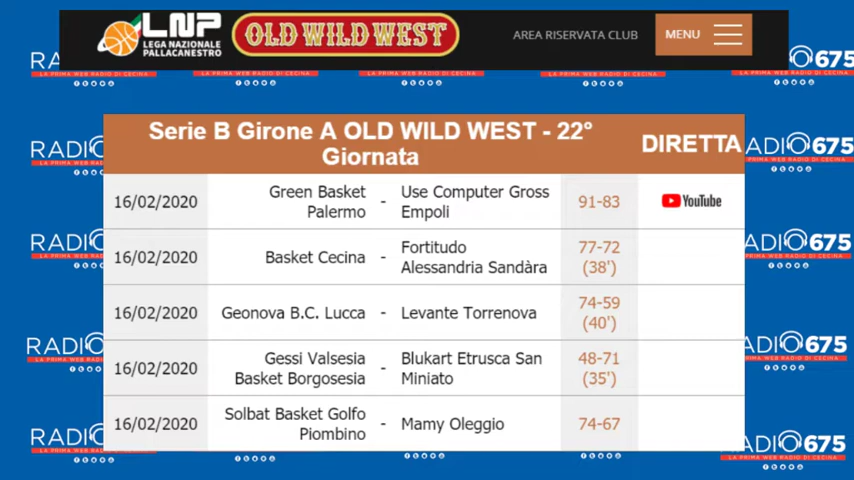 LNP
LEGA NAZIONALE
PALLACANESTRO
OLD WILD WEST
AREA RISERVATA CLUB
MENU
Serie B Girone A OLD WILD WEST - 22°
Giornata
DIRETTA
16/02/2020
Green Basket
Palermo
-
Use Computer Gross
Empoli
91-83
YouTube
16/02/2020
Basket Cecina
-
Fortitudo
Alessandria Sandàra
77-72
(38')
16/02/2020
Geonova B.C. Lucca
-
Levante Torrenova
74-59
(40')
16/02/2020
Gessi Valsesia
Basket Borgosesia
-
Blukart Etrusca San
Miniato
48-71
(35')
16/02/2020
Solbat Basket Golfo
Piombino
-
Mamy Oleggio
74-67
RADIO675
LA PRIMA WEB RADIO DI CECINA